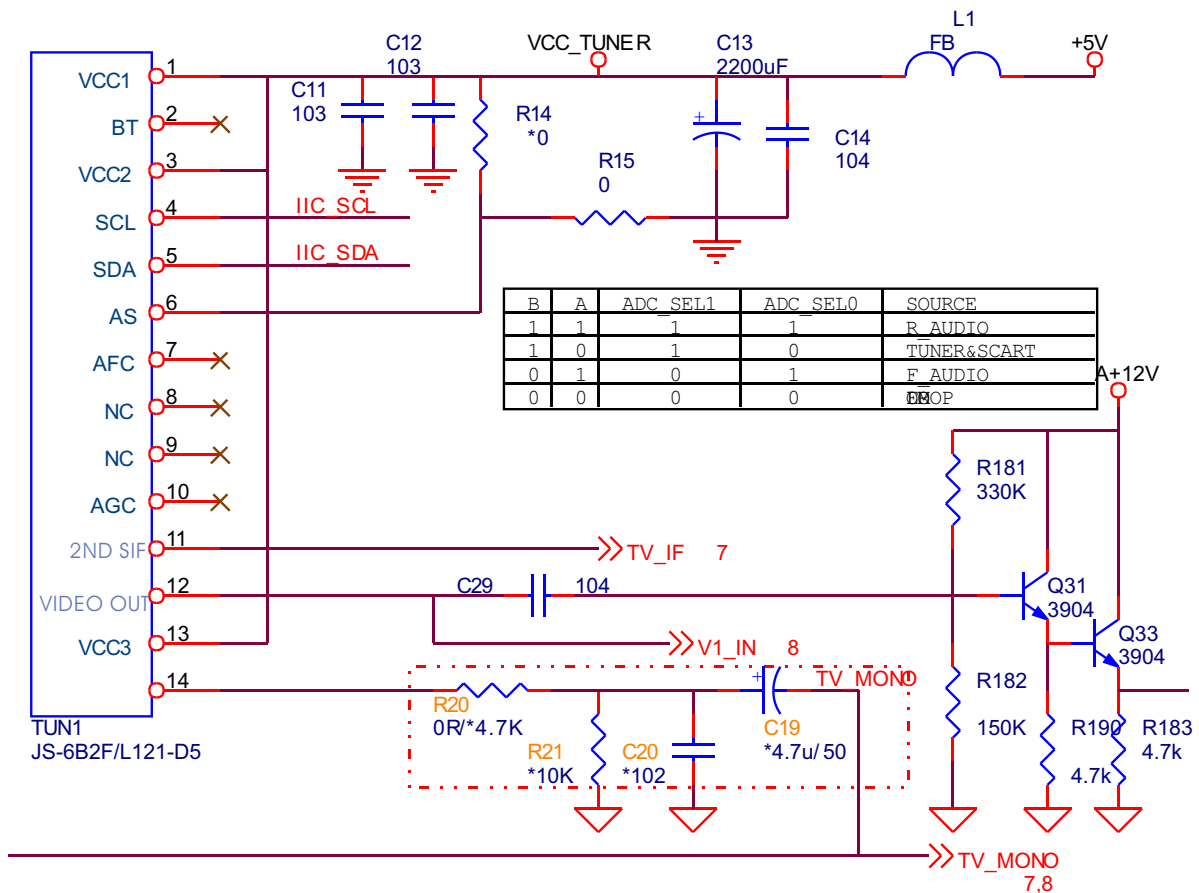 L1
C12
VCC_TUNER
C13
FB
+5V
103
2200uF
1
VCC1
C11
103
R14
*0
2
BT
C14
104
R15
0
3
VCC2
4
SCL
IIC_SCL
5
SDA
IIC_SDA
6
AS
B A ADC_SEL1 ADC_SEL0 SOURCE
1 1 1 1 R_AUDIO
1 0 1 0 TUNER&SCART
0 1 0 1 F_AUDIO
0 0 0 0
A+12V
7
AFC
8
NC
9
NC
10
AGC
R181
330K
11
2ND SIF
TV_IF 7
12
VIDEO OUT
C29
104
Q31
3904
13
VCC3
V1_IN 8
Q33
3904
14
+
TV_MONO
R182
150K
R20
0R/*4.7K
C19
*4.7u/50
R190
4.7k
R183
4.7k
R21
*10K
C20
*102
TUN1
JS-6B2F/L121-D5
TV_MONO
7,8